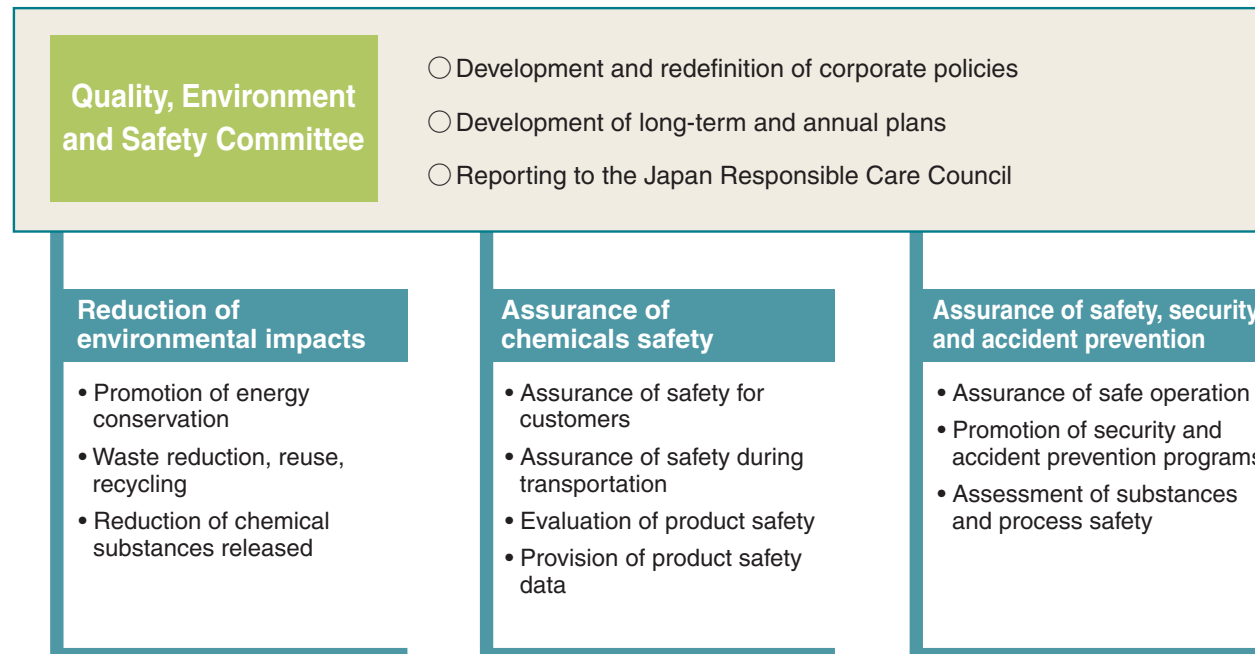 Quality, Environment
and Safety Committee
○ Development and redefinition of corporate policies
○ Development of long-term and annual plans
○ Reporting to the Japan Responsible Care Council
Reduction of
environmental impacts
• Promotion of energy
conservation
• Waste reduction, reuse,
recycling
• Reduction of chemical
substances released
Assurance of
chemicals safety
• Assurance of safety for
customers
• Assurance of safety during
transportation
• Evaluation of product safety
• Provision of product safety
data
Assurance of safety, security
and accident prevention
• Assurance of safe operation
• Promotion of security and
accident prevention programs
• Assessment of substances
and process safety